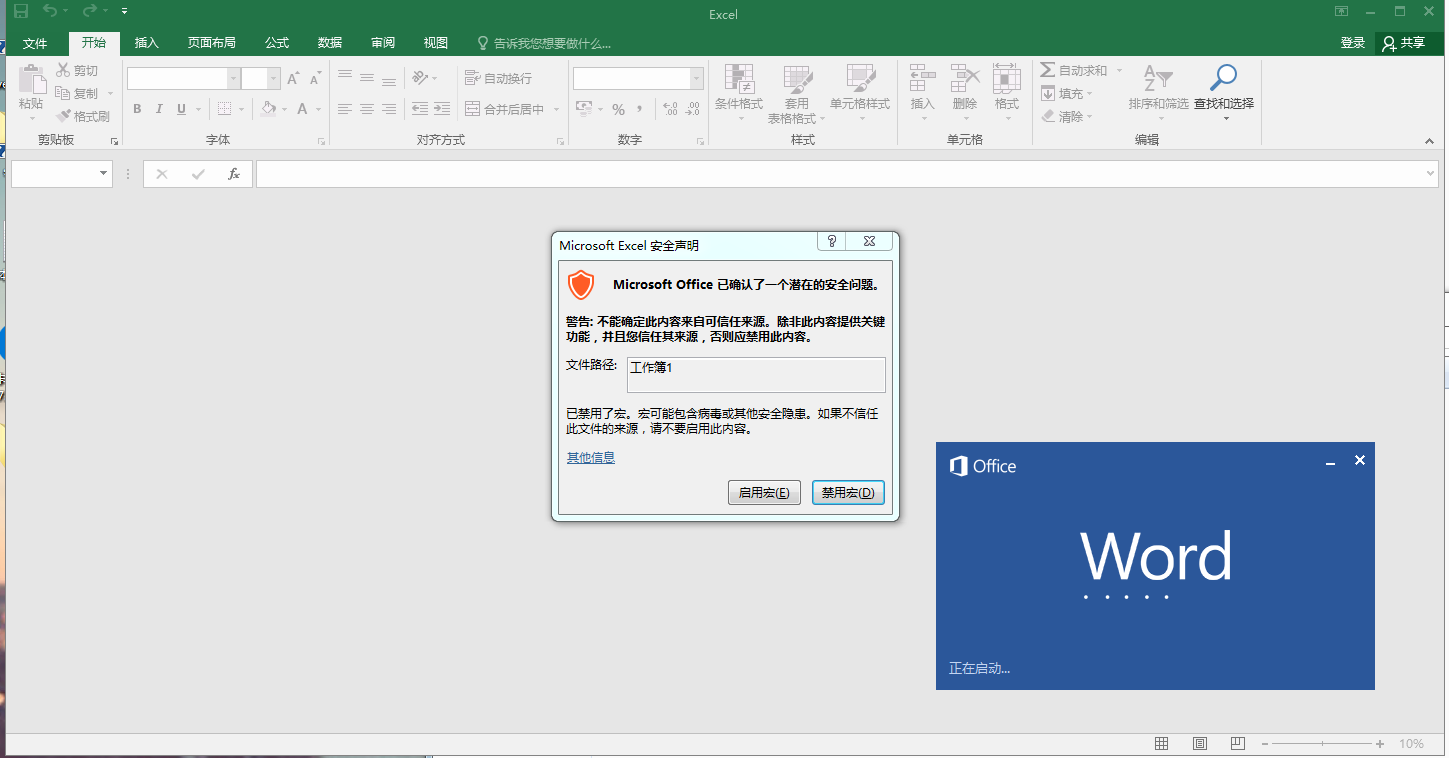 Excel
文件 开始 插入 页面布局 公式 数据 审阅 视图 告诉我您想要做什么... 登录 共享
剪切
复制
格式刷
粘贴
剪贴板
B I U
A A
A
字体
自动换行
合并后居中
对齐方式
% ,
数字
条件格式
套用
表格格式
单元格样式
样式
插入 删除 格式
单元格
自动求和
填充
清除
排序和筛选 查找和选择
编辑
fx
Microsoft Excel 安全声明
Microsoft Office 已确认了一个潜在的安全问题。
警告: 不能确定此内容来自可信任来源。除非此内容提供关键
功能，并且您信任其来源，否则应禁用此内容。
文件路径: 工作簿1
已禁用了宏。宏可能包含病毒或其他安全隐患。如果不信任
此文件的来源，请不要启用此内容。
其他信息
启用宏(E) 禁用宏(D)
Office
Word
正在启动...
10%